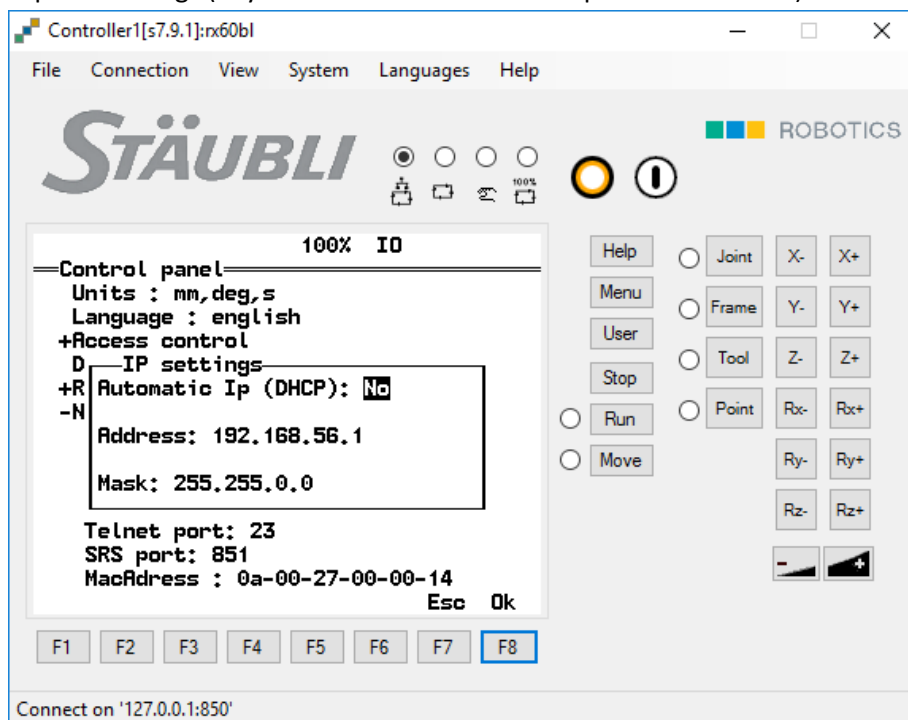 Controller1[s7.9.1]:rx60bl
File Connection View System Languages Help
STÄUBLI
ROBOTICS
100%
100% IO
Control panel
Units : mm,deg,s
Language : english
+Access control
D IP settings
+R Automatic Ip (DHCP): No
-N
Address: 192.168.56.1
Mask: 255.255.0.0
Telnet port: 23
SRS port: 851
MacAdress : 0a-00-27-00-00-14
Esc Ok
Help
Menu
User
Stop
Run
Move
Joint X- X+
Frame Y- Y+
Tool Z- Z+
Point Rx- Rx+
Ry- Ry+
Rz- Rz+
- +
F1 F2 F3 F4 F5 F6 F7 F8
Connect on '127.0.0.1:850'